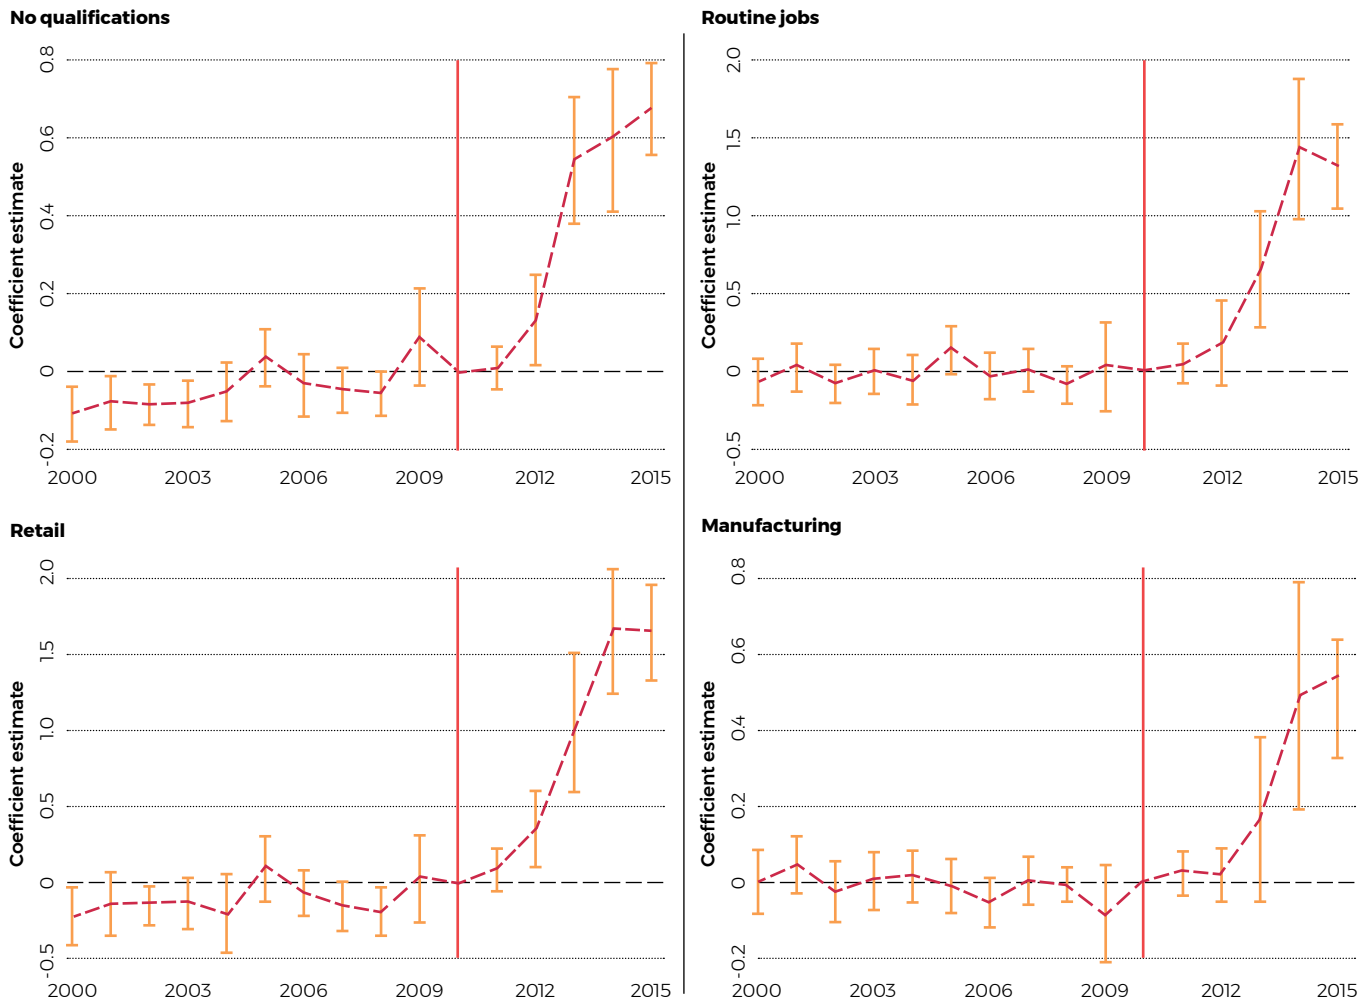 No qualifications
Coefficient estimate
0.8
0.6
0.4
0.2
0
-0.2
2000 2003 2006 2009 2012 2015
Routine jobs
Coefficient estimate
2.0
1.5
1.0
0.5
0
-0.5
2000 2003 2006 2009 2012 2015
Retail
Coefficient estimate
2.0
1.5
1.0
0.5
0
-0.5
2000 2003 2006 2009 2012 2015
Manufacturing
Coefficient estimate
0.8
0.6
0.4
0.2
0
-0.2
2000 2003 2006 2009 2012 2015